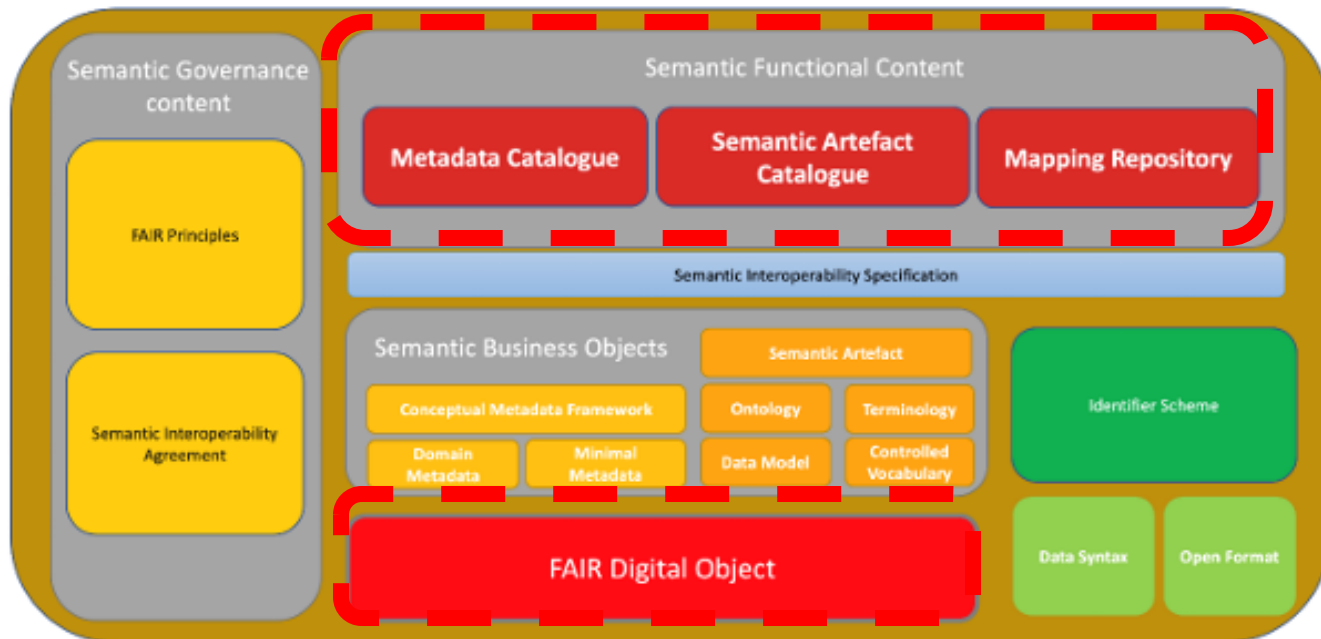 Semantic Governance
content
FAIR Principles
Semantic Interoperability
Agreement
Semantic Functional Content
Metadata Catalogue
Semantic Artefact
Catalogue
Mapping Repository
Semantic Interoperability Specification
Semantic Business Objects
Conceptual Metadata Framework
Domain
Metadata
Minimal
Metadata
Semantic Artefact
Ontology
Terminology
Data Model
Controlled
Vocabulary
FAIR Digital Object
Identifier Scheme
Data Syntax
Open Format